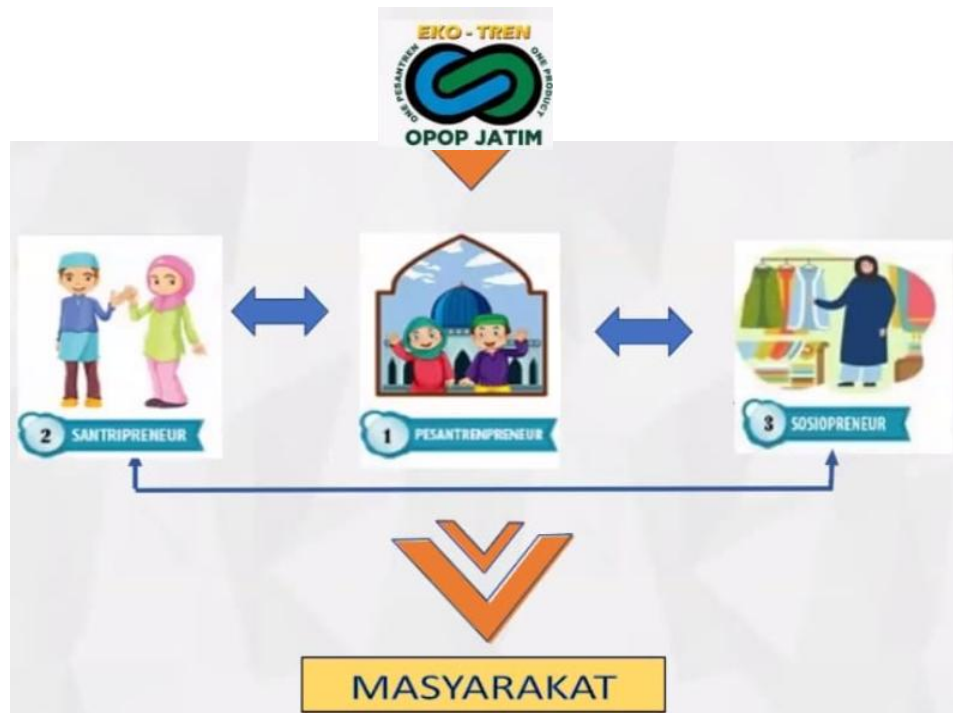 EKO - TREN
ONE PESANTREN ONE PRODUCT
OPOP JATIM
2 SANTRIPRENEUR
1 PESANTRENPRENEUR
3 SOSIOPRENEUR
MASYARAKAT